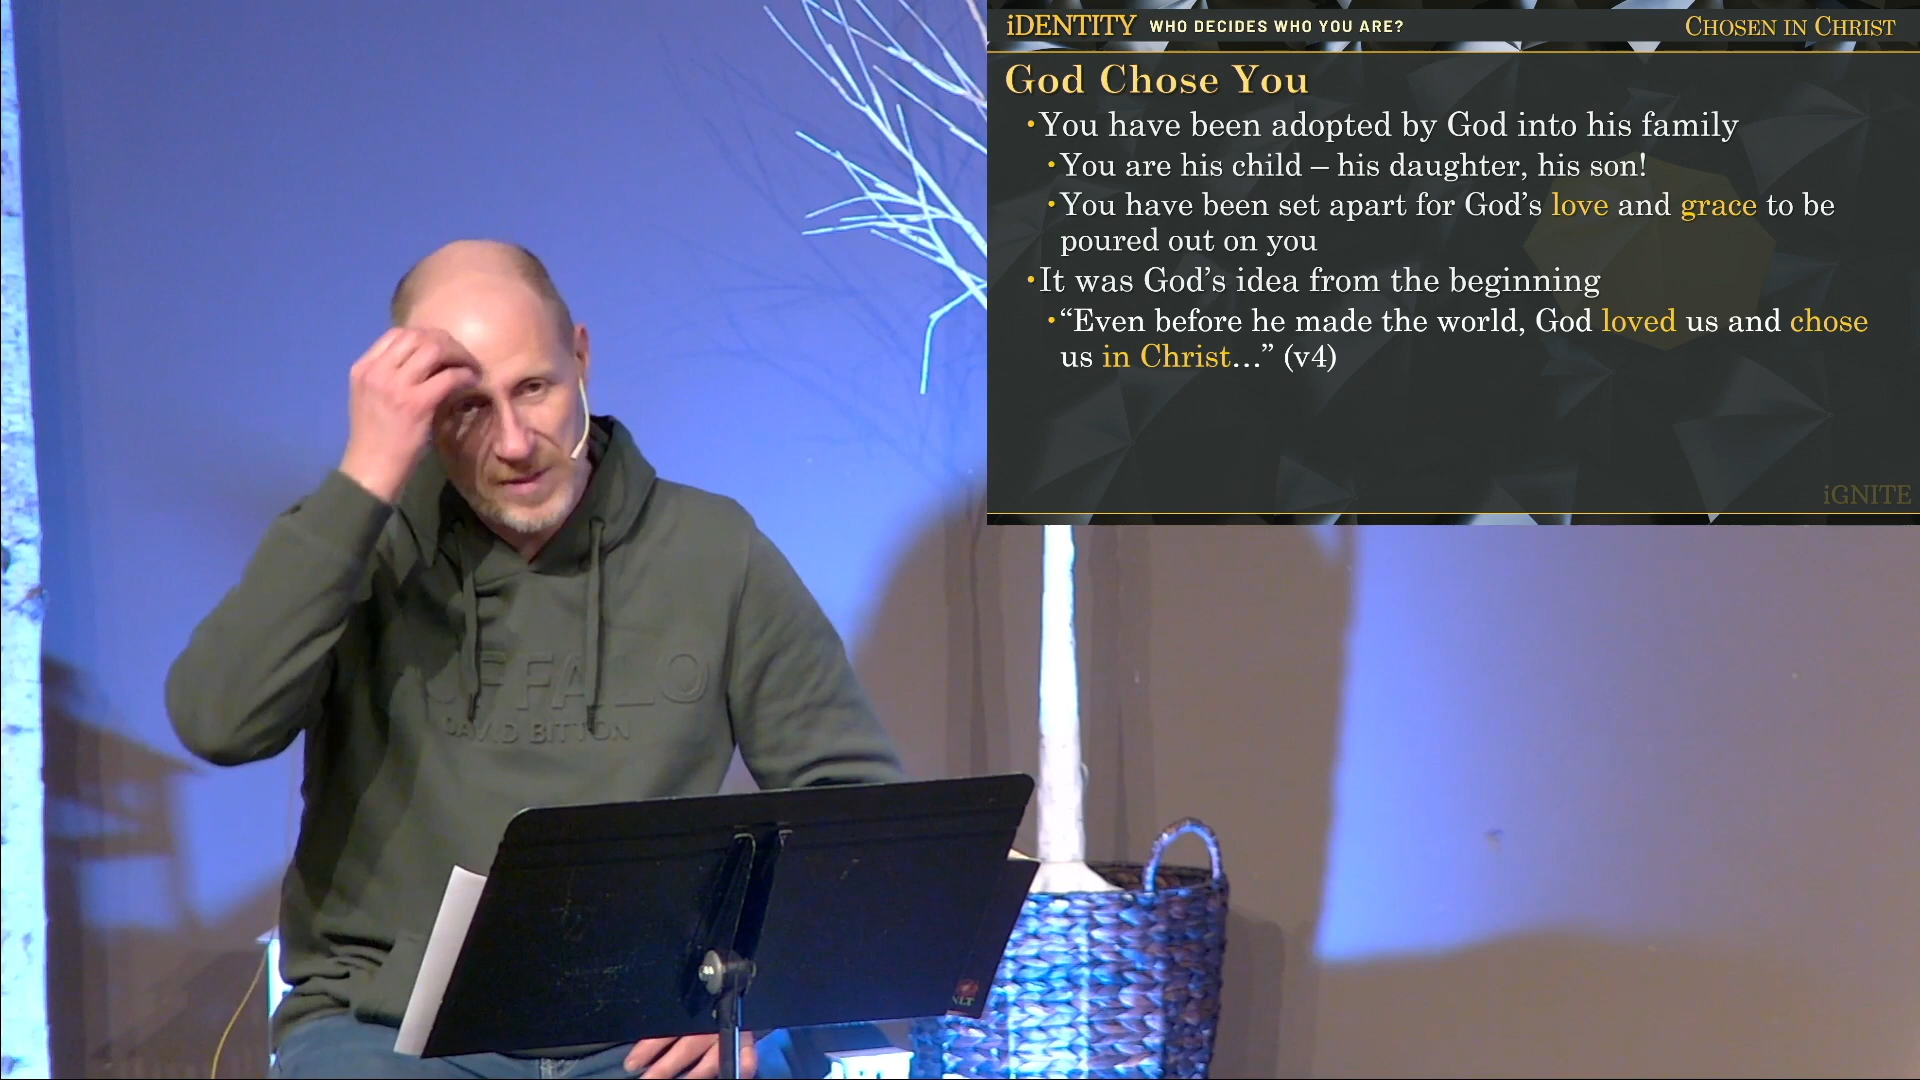 iDENTITY WHO DECIDES WHO YOU ARE?
CHOSEN IN CHRIST
God Chose You
•You have been adopted by God into his family
•You are his child – his daughter, his son!
•You have been set apart for God’s love and grace to be
poured out on you
•It was God’s idea from the beginning
•“Even before he made the world, God loved us and chose
us in Christ…” (v4)
iGNITE
UFFALO
DAVID BITTON
NLT